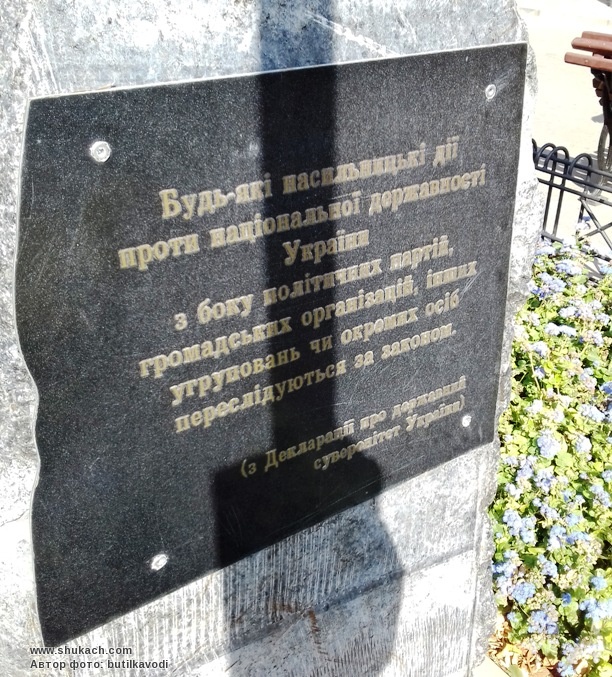 Будь-які насильницькі дії
проти національної державності
України
з боку політичних партій,
громадських організацій, інших
угруповань чи окремих осіб
переслідуються за законом.
(з Декларації про державний
суверенітет України)
www.shukach.com
Автор фото: butilkavodi